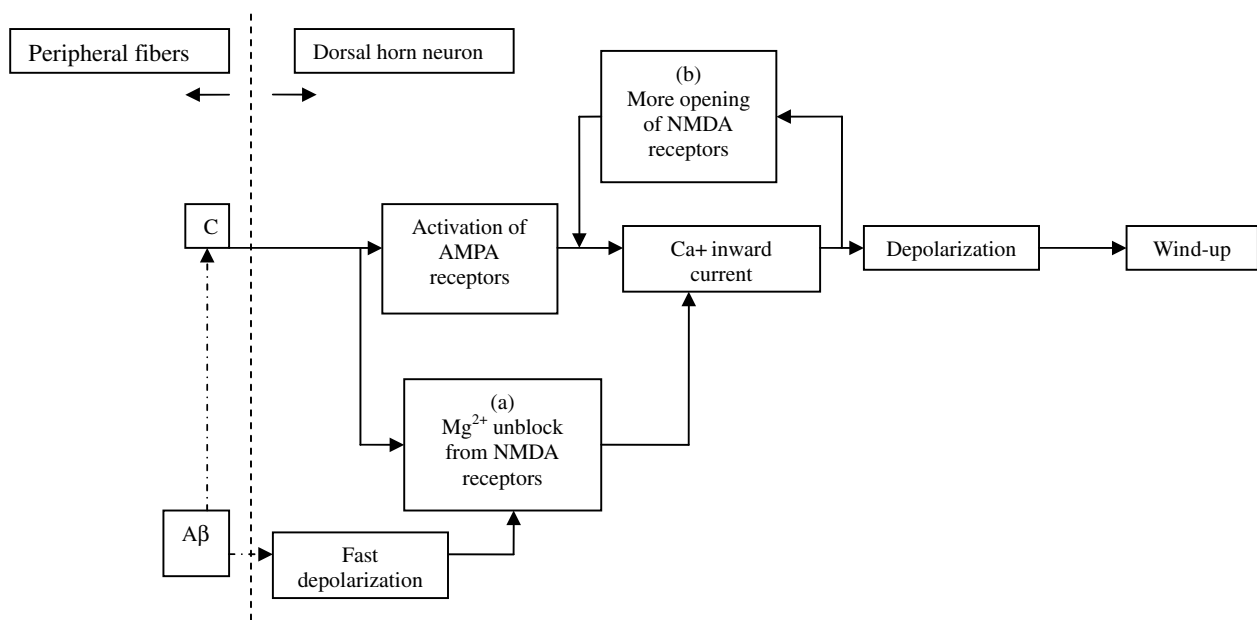 Peripheral fibers
Dorsal horn neuron
(b)
More opening
of NMDA
receptors
C
Activation of
AMPA
receptors
Ca+ inward
current
Depolarization
Wind-up
(a)
Mg²⁺ unblock
from NMDA
receptors
Aβ
Fast
depolarization